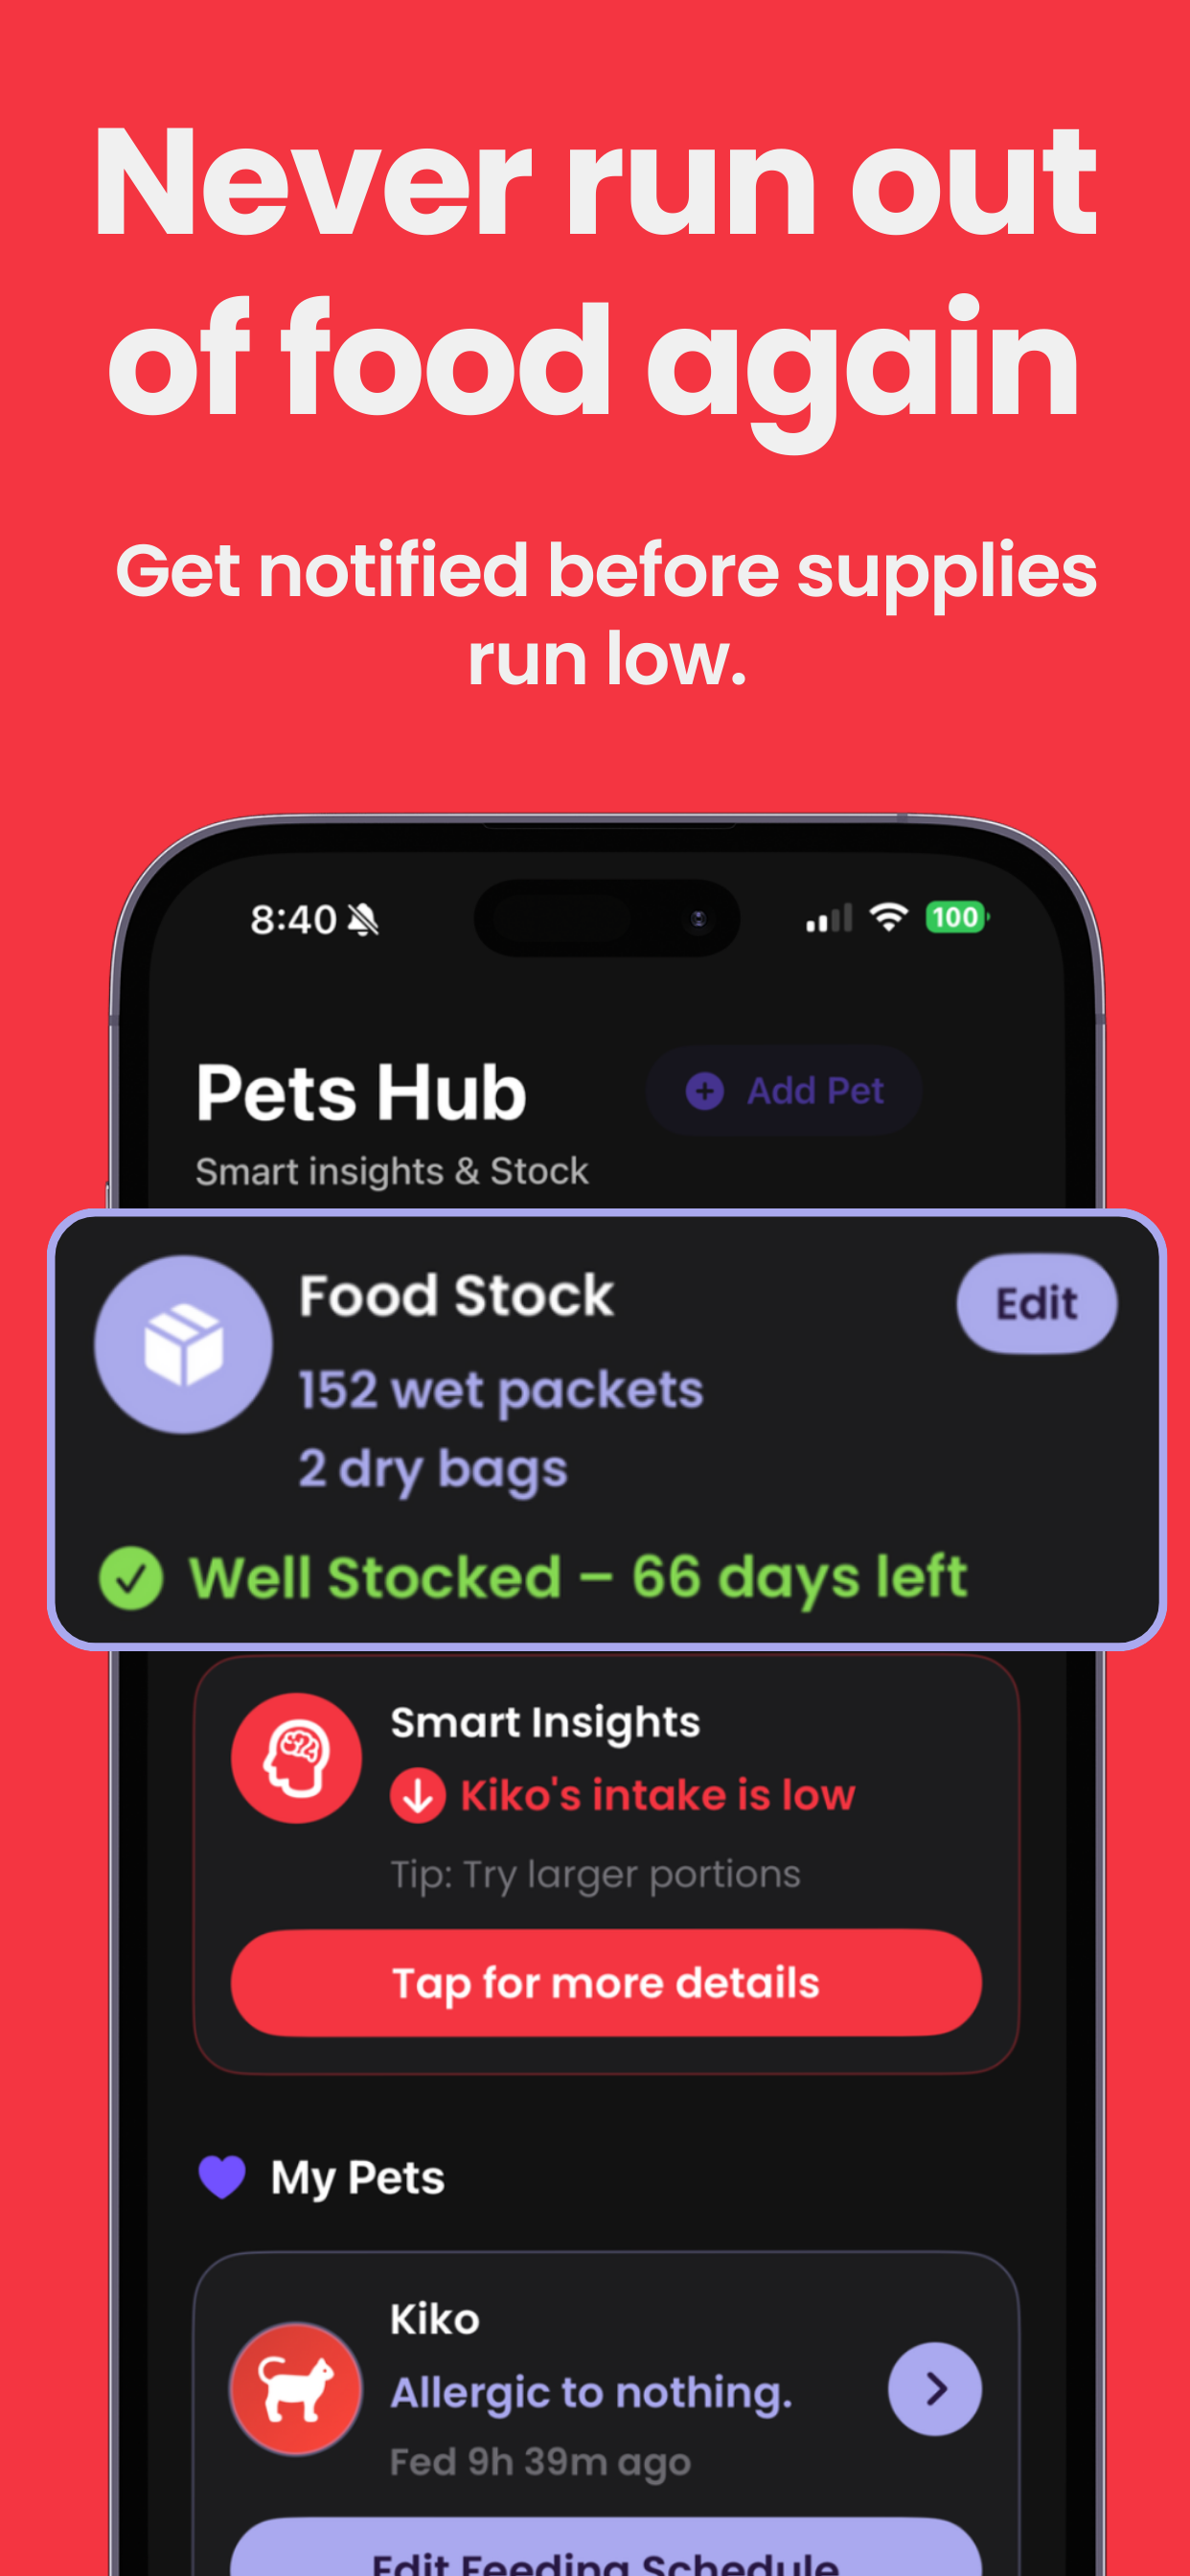 Never run out
of food again
Get notified before supplies
run low.
8:40
100
Pets Hub
Add Pet
Smart insights & Stock
Food Stock
Edit
152 wet packets
2 dry bags
Well Stocked – 66 days left
Smart Insights
Kiko's intake is low
Tip: Try larger portions
Tap for more details
My Pets
Kiko
Allergic to nothing.
Fed 9h 39m ago
Edit Feeding Schedule